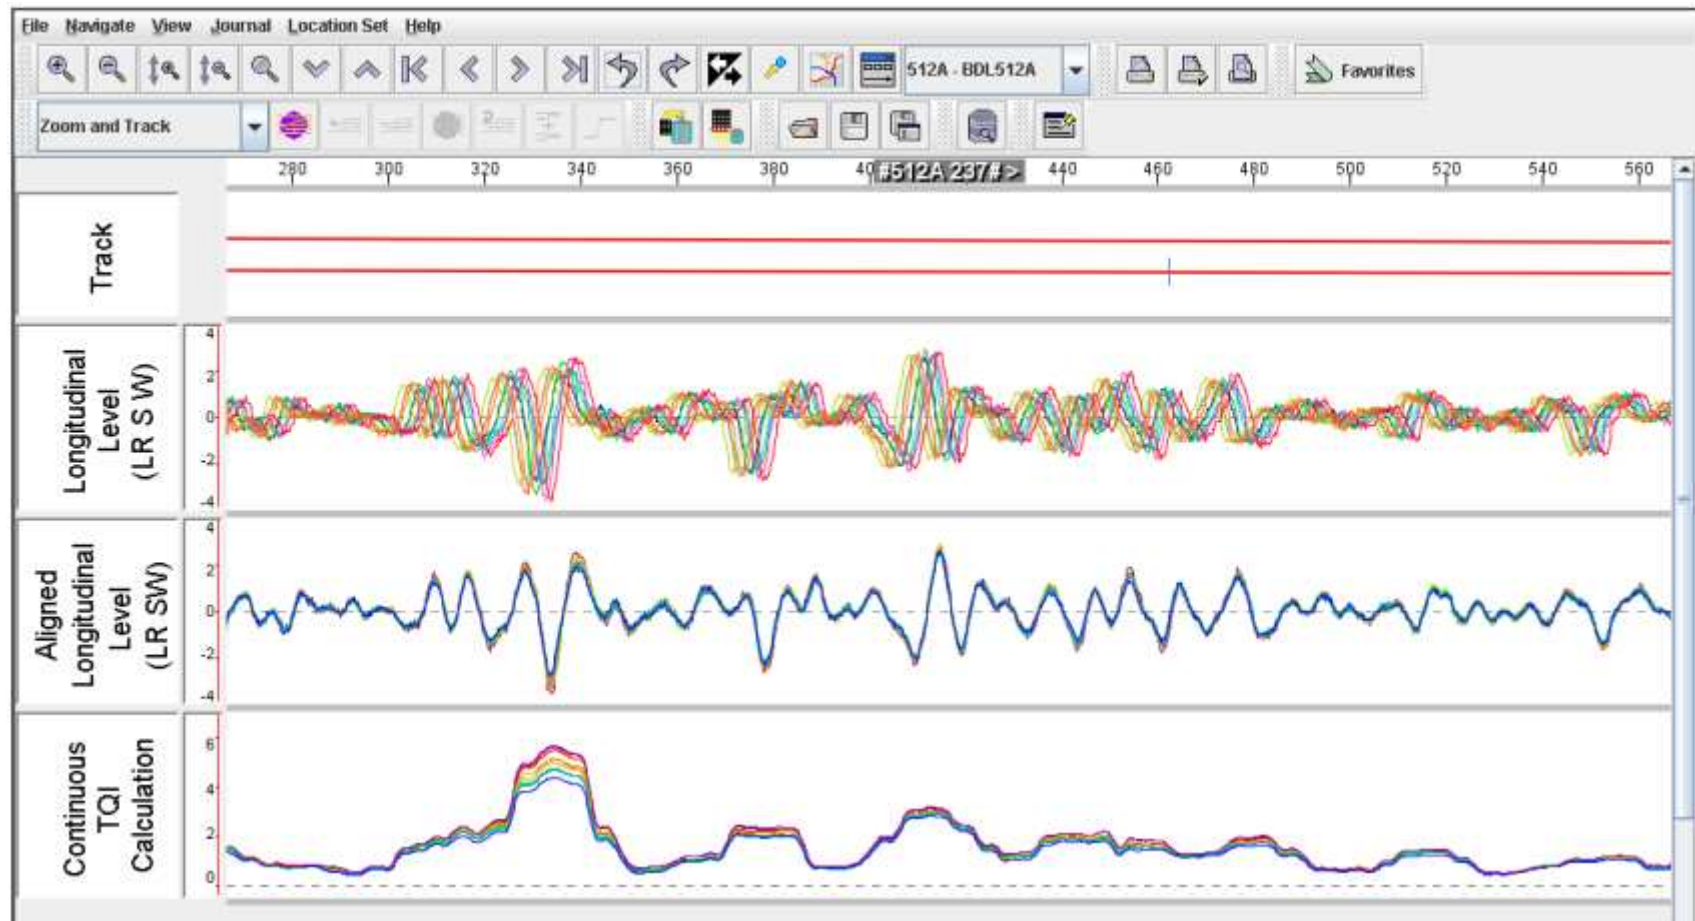 File Navigate View Journal Location Set Help
512A - BDL512A
Favorites
Zoom and Track
280 300 320 340 360 380 40 #512A 237# > 440 460 480 500 520 540 560
Track
Longitudinal
Level
(LR S W)
4
2
0
-2
-4
Aligned
Longitudinal
Level
(LR SW)
4
2
0
-2
-4
Continuous
TQI
Calculation
6
4
2
0